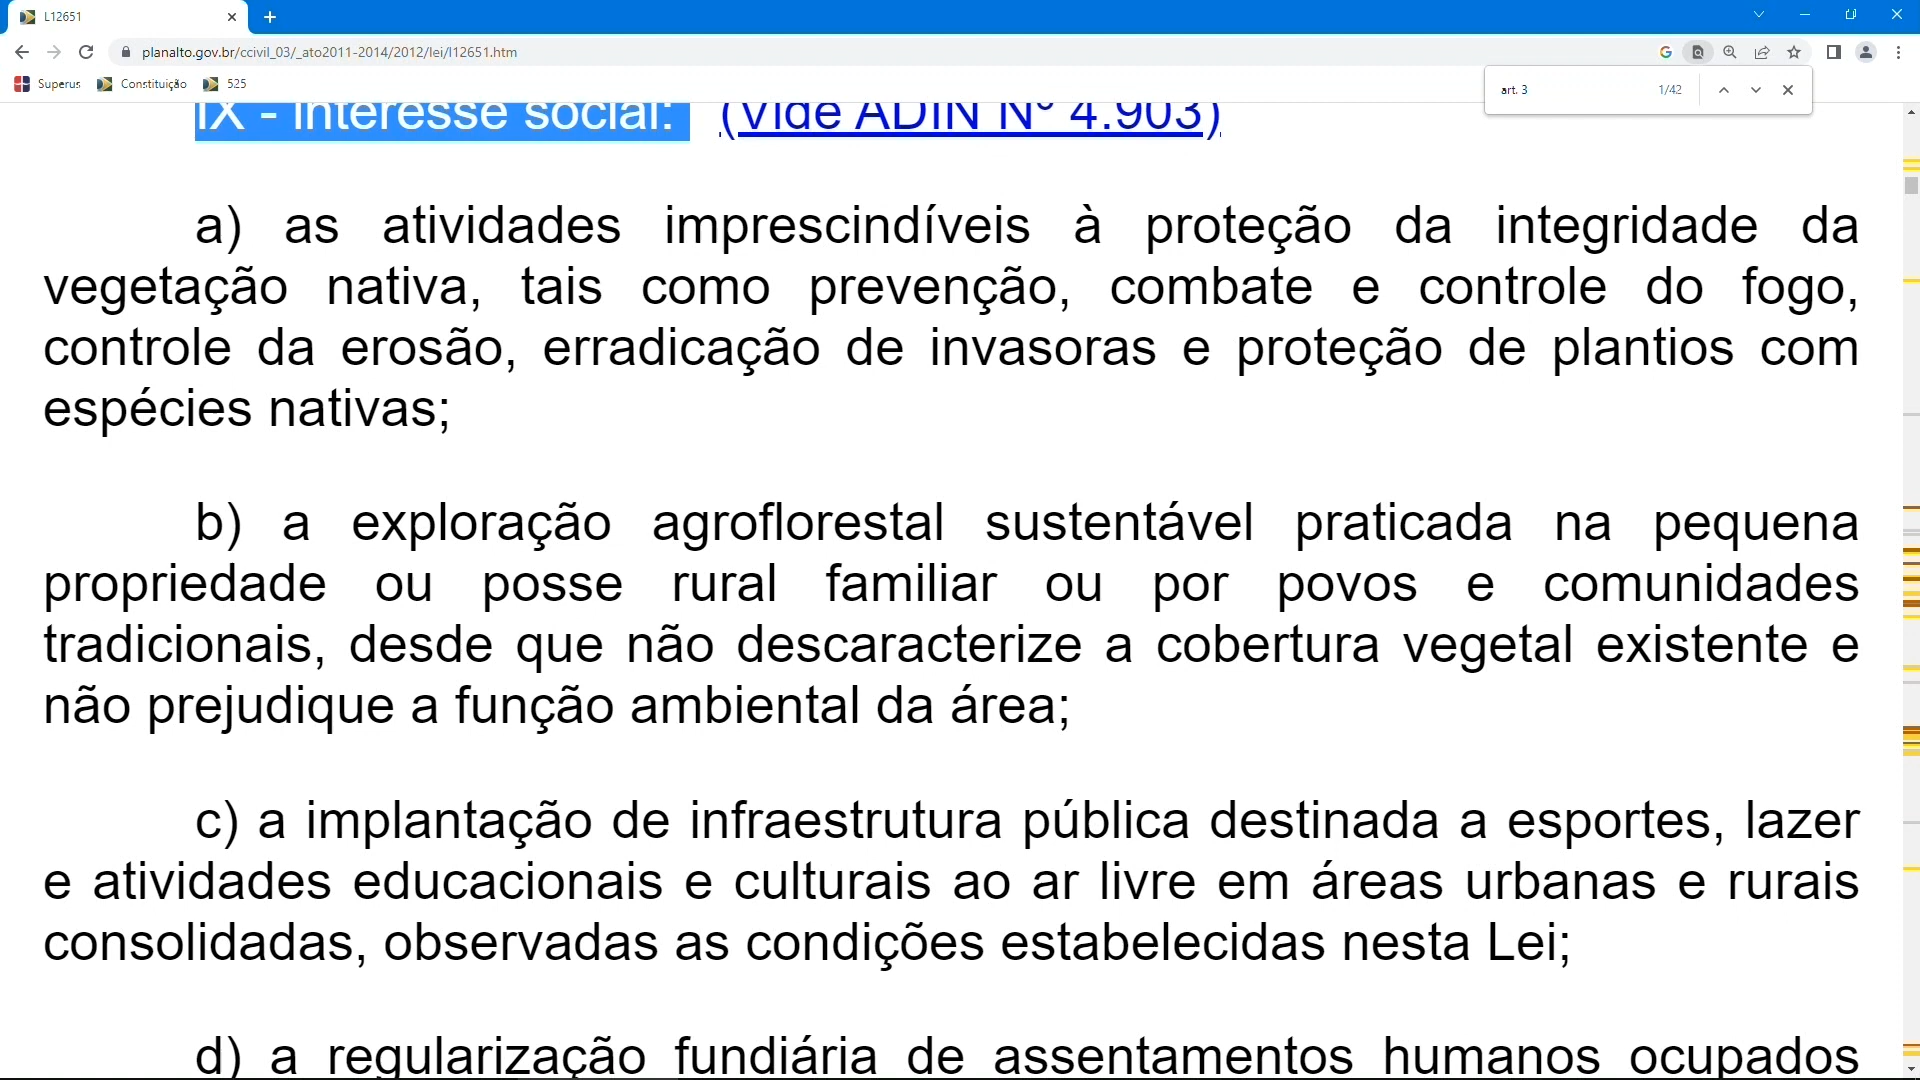 L12651
planalto.gov.br/ccivil_03/_ato2011-2014/2012/lei/l12651.htm
Superus Constituição 525
art. 3 1/42
IX - interesse social: (Vide ADIN Nº 4.903)
a) as atividades imprescindíveis à proteção da integridade da
vegetação nativa, tais como prevenção, combate e controle do fogo,
controle da erosão, erradicação de invasoras e proteção de plantios com
espécies nativas;
b) a exploração agroflorestal sustentável praticada na pequena
propriedade ou posse rural familiar ou por povos e comunidades
tradicionais, desde que não descaracterize a cobertura vegetal existente e
não prejudique a função ambiental da área;
c) a implantação de infraestrutura pública destinada a esportes, lazer
e atividades educacionais e culturais ao ar livre em áreas urbanas e rurais
consolidadas, observadas as condições estabelecidas nesta Lei;
d) a regularização fundiária de assentamentos humanos ocupados